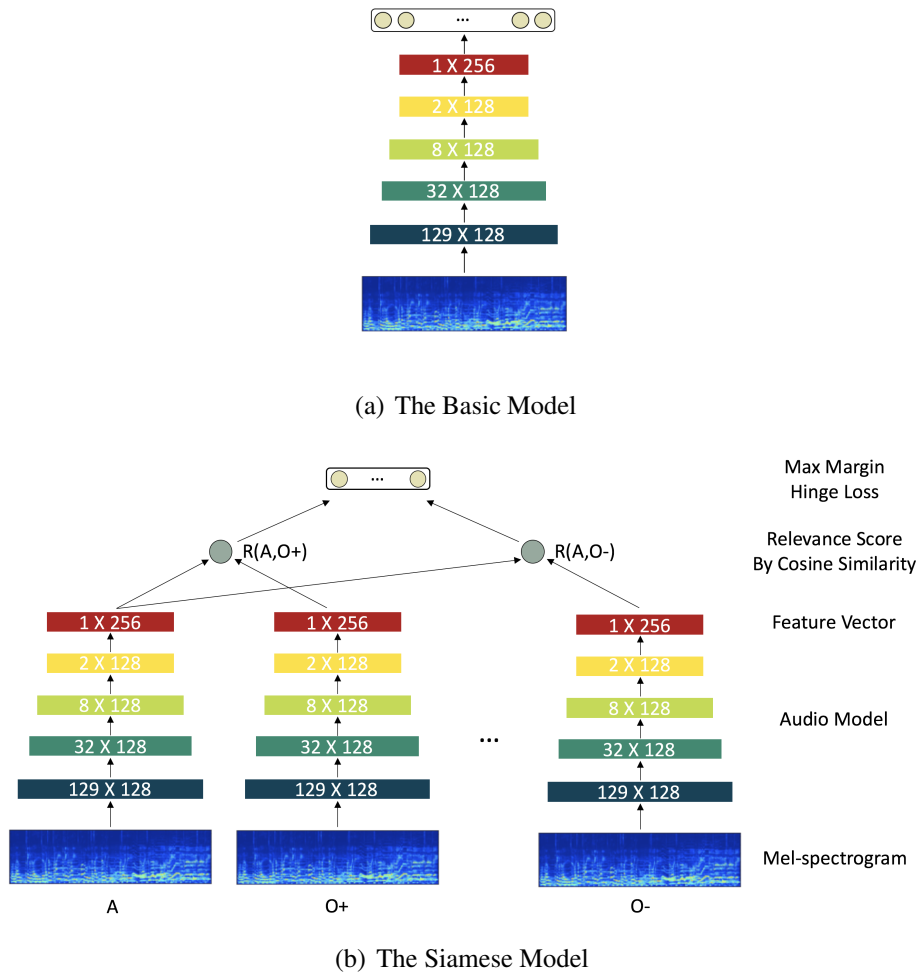 ...
1 X 256
2 X 128
8 X 128
32 X 128
129 X 128
(a) The Basic Model
...
Max Margin
Hinge Loss
R(A,O+)
R(A,O-)
Relevance Score
By Cosine Similarity
1 X 256
1 X 256
1 X 256
Feature Vector
2 X 128
2 X 128
2 X 128
8 X 128
8 X 128
8 X 128
Audio Model
32 X 128
32 X 128
...
32 X 128
129 X 128
129 X 128
129 X 128
Mel-spectrogram
A
O+
O-
(b) The Siamese Model